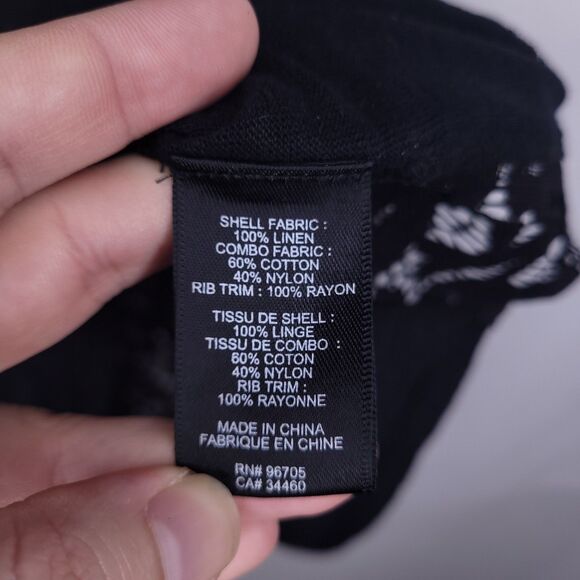 SHELL FABRIC :
100% LINEN
COMBO FABRIC :
60% COTTON
40% NYLON
RIB TRIM : 100% RAYON
TISSU DE SHELL :
100% LINGE
TISSU DE COMBO :
60% COTON
40% NYLON
RIB TRIM :
100% RAYONNE
MADE IN CHINA
FABRIQUE EN CHINE
RN# 96705
CA# 34460